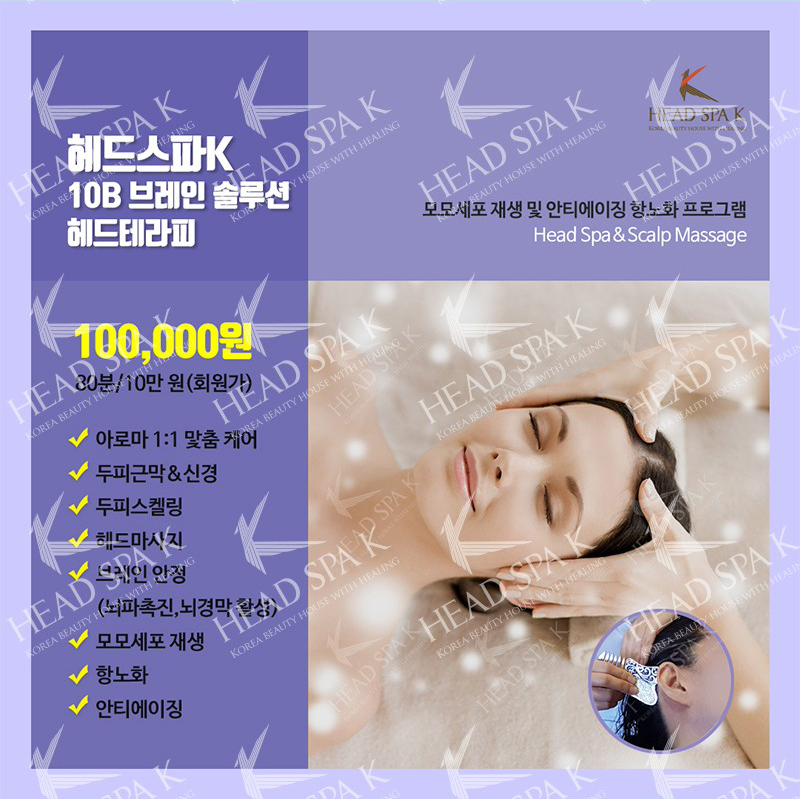 헤드스파K
10B 브레인 솔루션
헤드테라피
HEAD SPA K
KOREA BEAUTY HOUSE WITH HEALING
모모세포 재생 및 안티에이징 항노화 프로그램
Head Spa & Scalp Massage
100,000원
80분/10만 원(회원가)
아로마 1:1 맞춤 케어
두피근막&신경
두피스켈링
헤드마사지
브레인 안정
(뇌파촉진,뇌경막 활성)
모모세포 재생
항노화
안티에이징